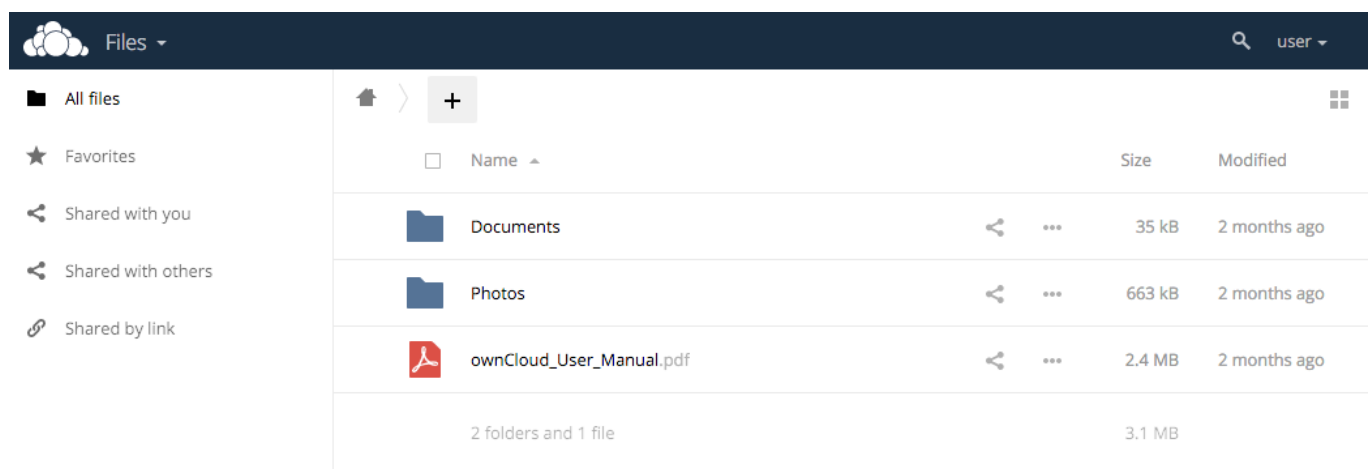 Files user
All files
Favorites
Shared with you
Shared with others
Shared by link
+
Name Size Modified
Documents 35 kB 2 months ago
Photos 663 kB 2 months ago
ownCloud_User_Manual.pdf 2.4 MB 2 months ago
2 folders and 1 file 3.1 MB